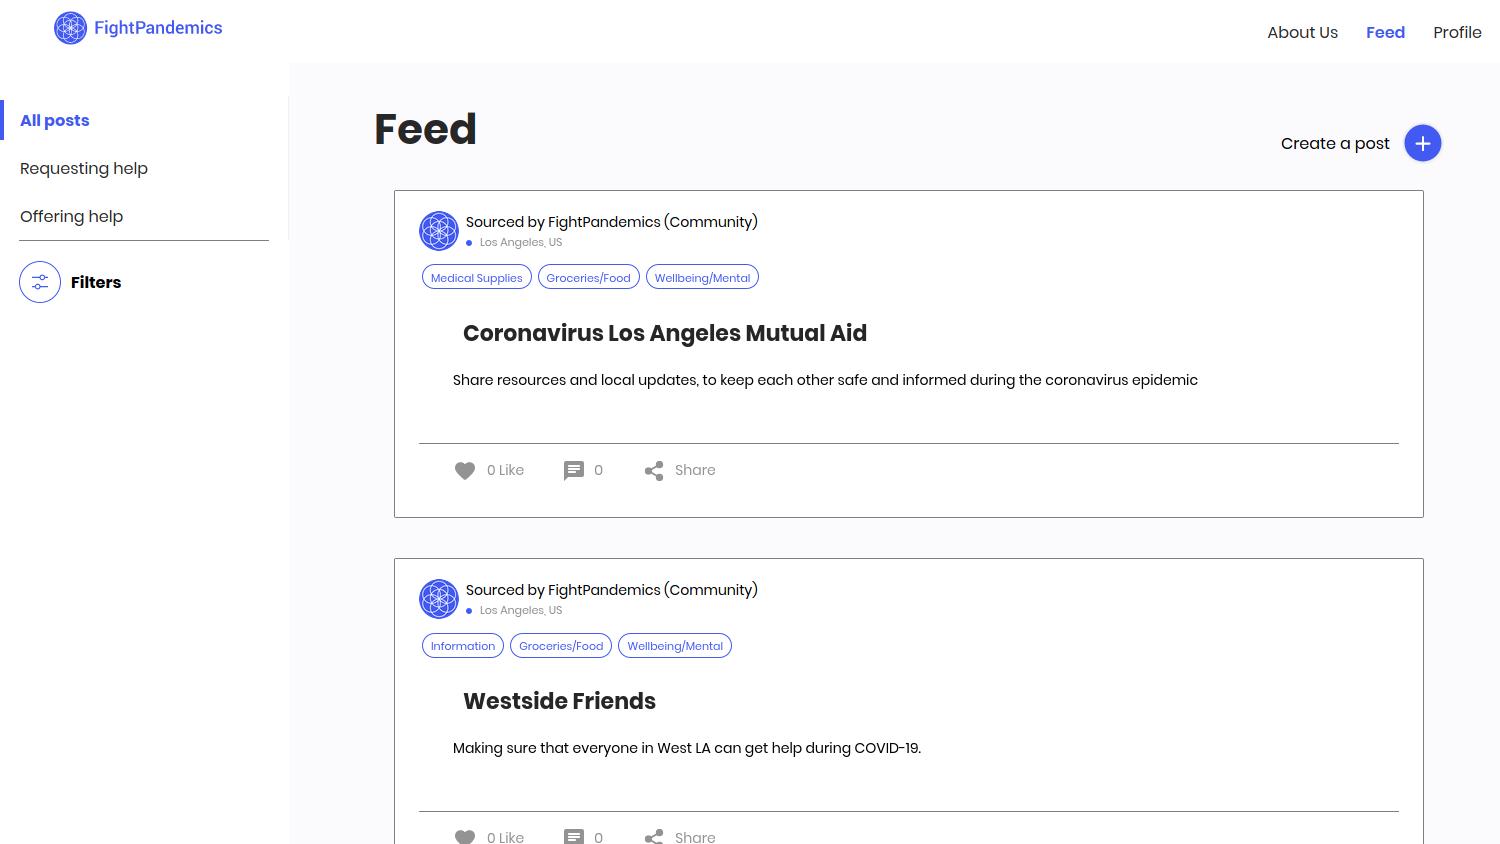 FightPandemics
About Us Feed Profile
All posts
Requesting help
Offering help
Filters
Feed
Create a post
Sourced by FightPandemics (Community)
Los Angeles, US
Medical Supplies Groceries/Food Wellbeing/Mental
Coronavirus Los Angeles Mutual Aid
Share resources and local updates, to keep each other safe and informed during the coronavirus epidemic
0 Like 0 Share
Sourced by FightPandemics (Community)
Los Angeles, US
Information Groceries/Food Wellbeing/Mental
Westside Friends
Making sure that everyone in West LA can get help during COVID-19.
0 Like 0 Share